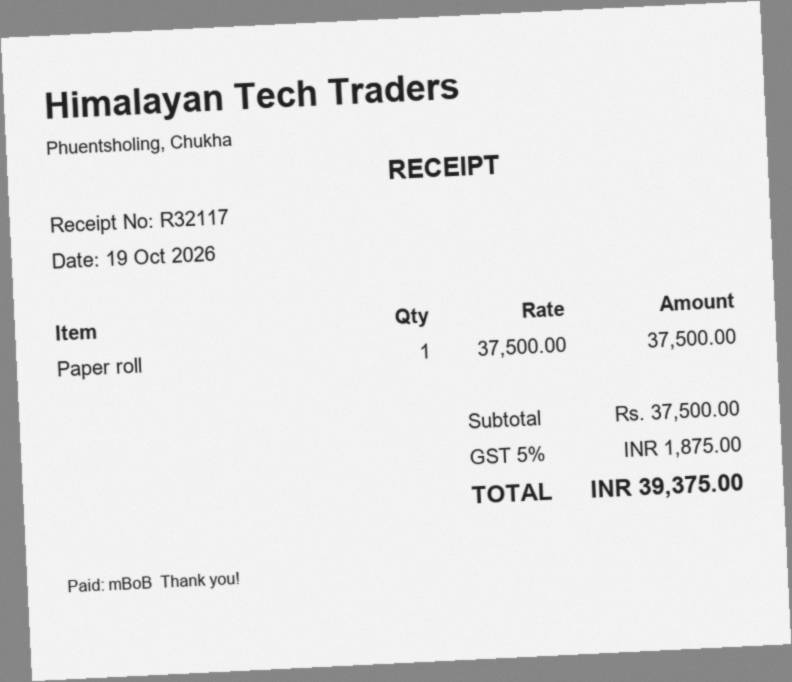 Himalayan Tech Traders
Phuentsholing, Chukha
RECEIPT
Receipt No: R32117
Date: 19 Oct 2026
Item Qty Rate Amount
Paper roll 1 37,500.00 37,500.00
Subtotal Rs. 37,500.00
GST 5% INR 1,875.00
TOTAL INR 39,375.00
Paid: mBoB Thank you!